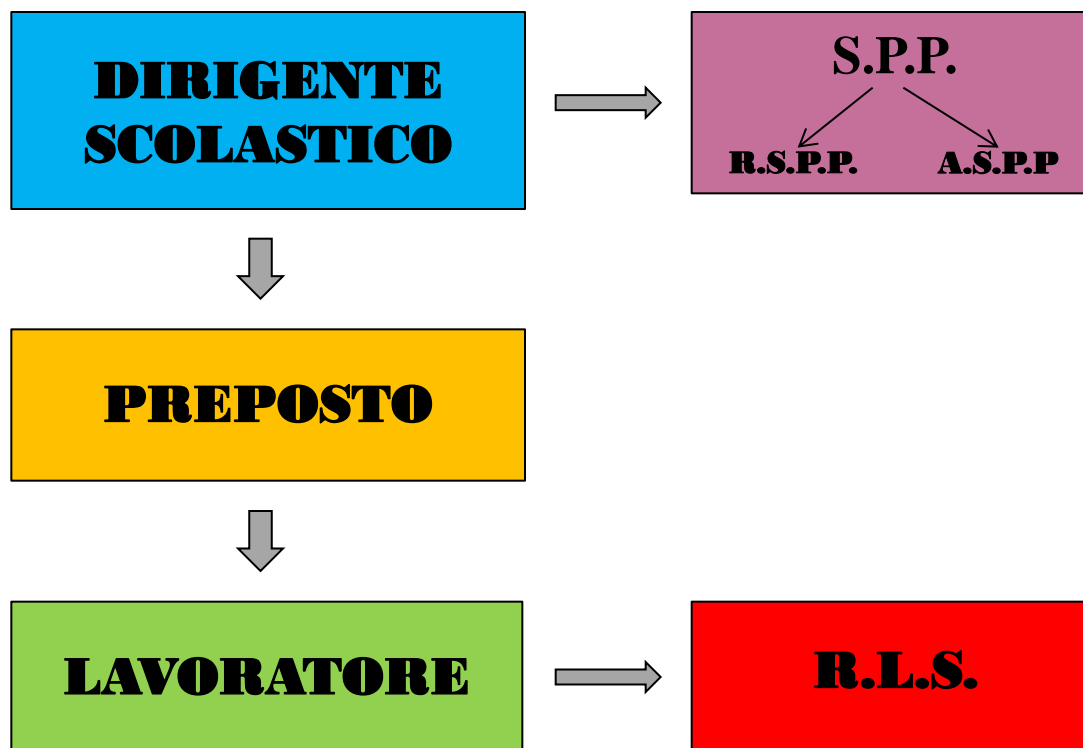 DIRIGENTE
SCOLASTICO
S.P.P.
R.S.P.P.
A.S.P.P
PREPOSTO
LAVORATORE
R.L.S.